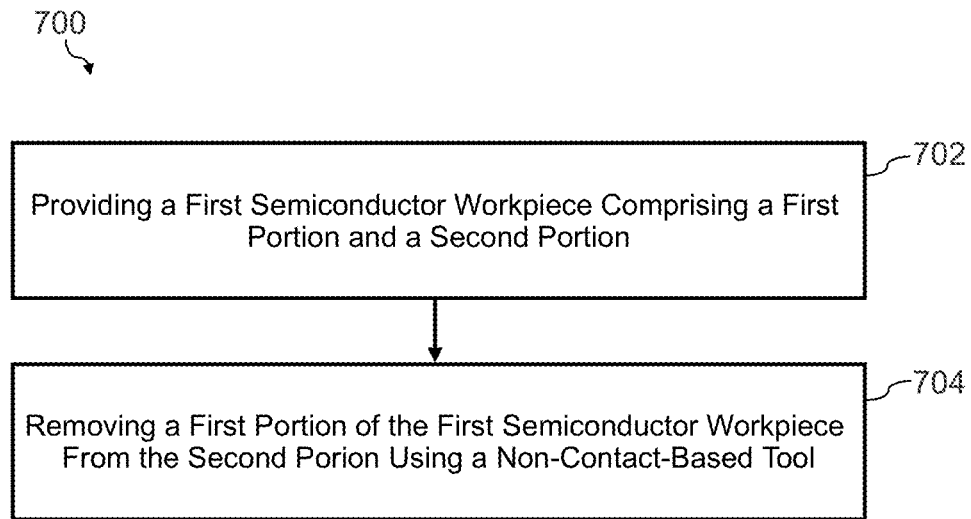 700
702
Providing a First Semiconductor Workpiece Comprising a First
Portion and a Second Portion
704
Removing a First Portion of the First Semiconductor Workpiece
From the Second Porion Using a Non-Contact-Based Tool